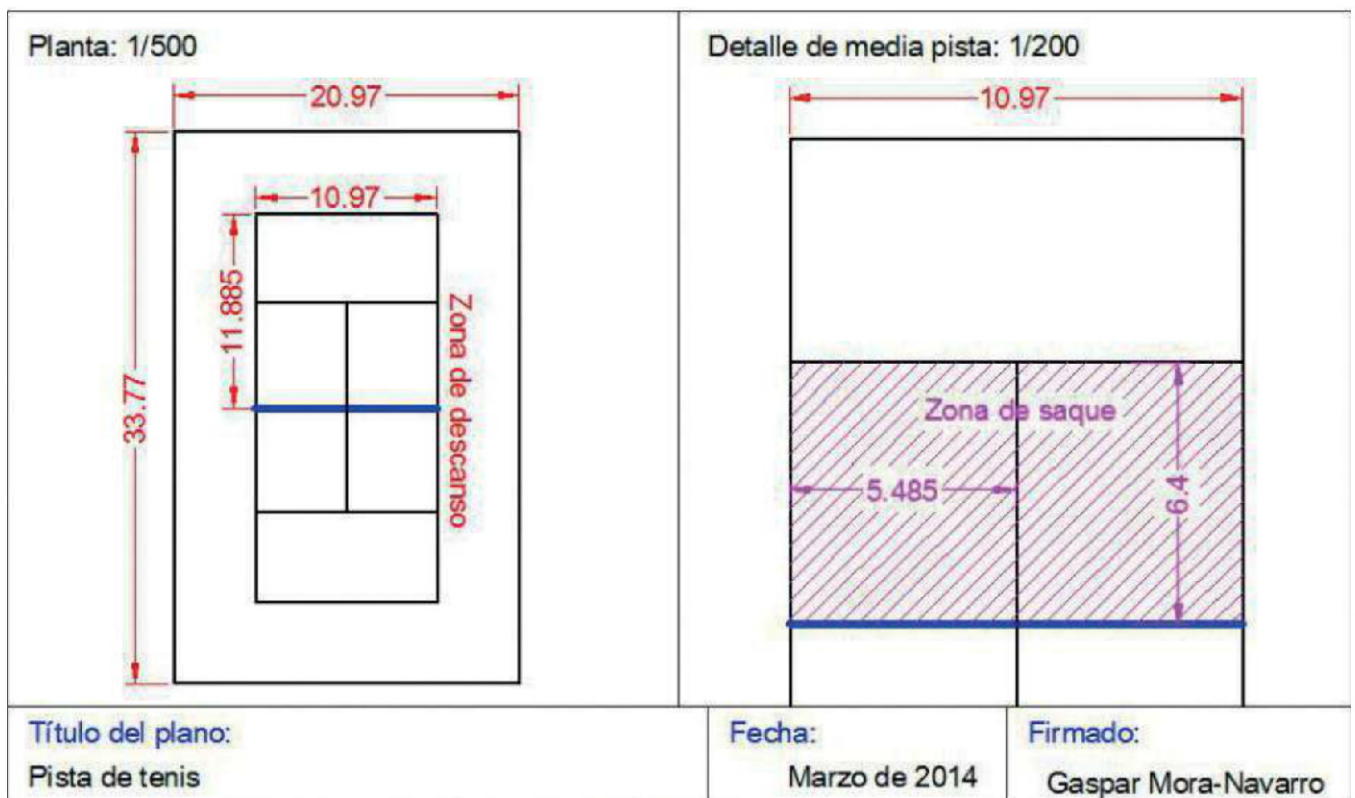 Planta: 1/500
20.97
10.97
11.885
33.77
Zona de descanso
Detalle de media pista: 1/200
10.97
Zona de saque
5.485
6.4
Título del plano:
Pista de tenis
Fecha:
Marzo de 2014
Firmado:
Gaspar Mora-Navarro